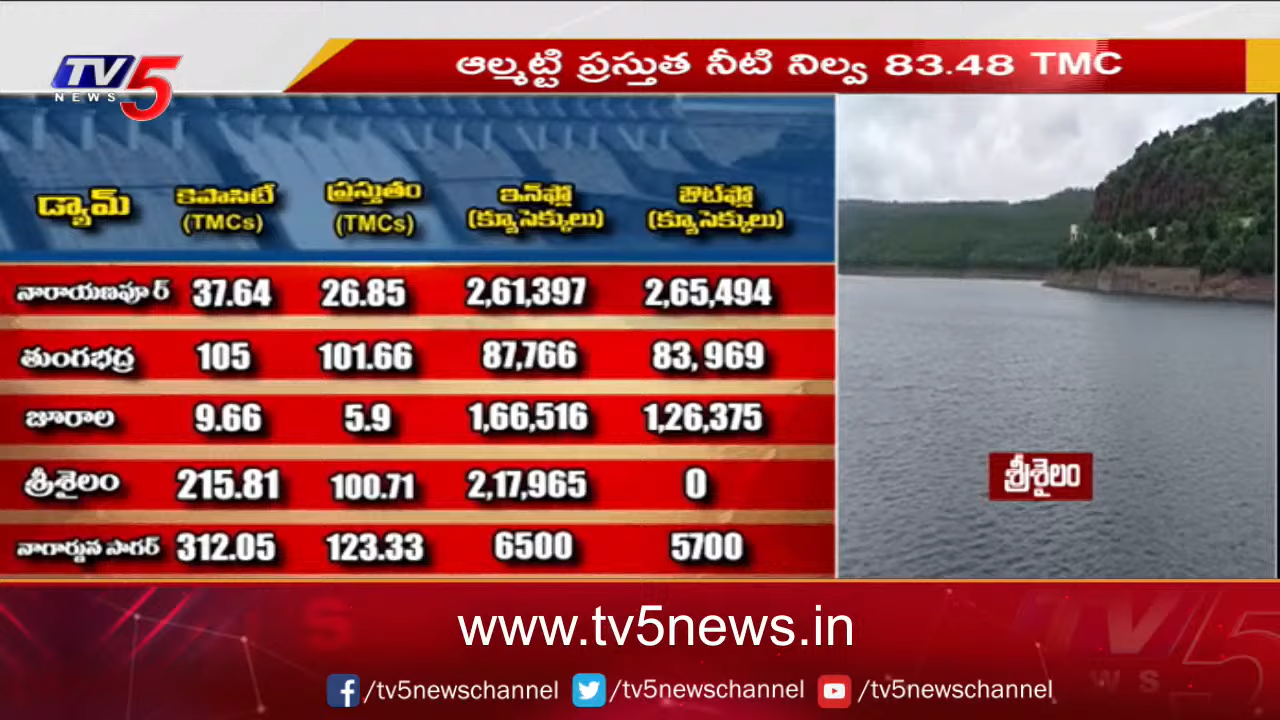 TV5
NEWS
ఆల్మట్టి ప్రస్తుత నీటి నిల్వ 83.48 TMC
డ్యామ్ కెపాసిటీ (TMCs) ప్రస్తుతం (TMCs) ఇన్‌ఫ్లో (క్యూసెక్కులు) ఔట్‌ఫ్లో (క్యూసెక్కులు)
నారాయణపూర్ 37.64 26.85 2,61,397 2,65,494
తుంగభద్ర 105 101.66 87,766 83, 969
జూరాల 9.66 5.9 1,66,516 1,26,375
శ్రీశైలం 215.81 100.71 2,17,965 0
నాగార్జున సాగర్ 312.05 123.33 6500 5700
శ్రీశైలం
www.tv5news.in
/tv5newschannel /tv5newschannel /tv5newschannel